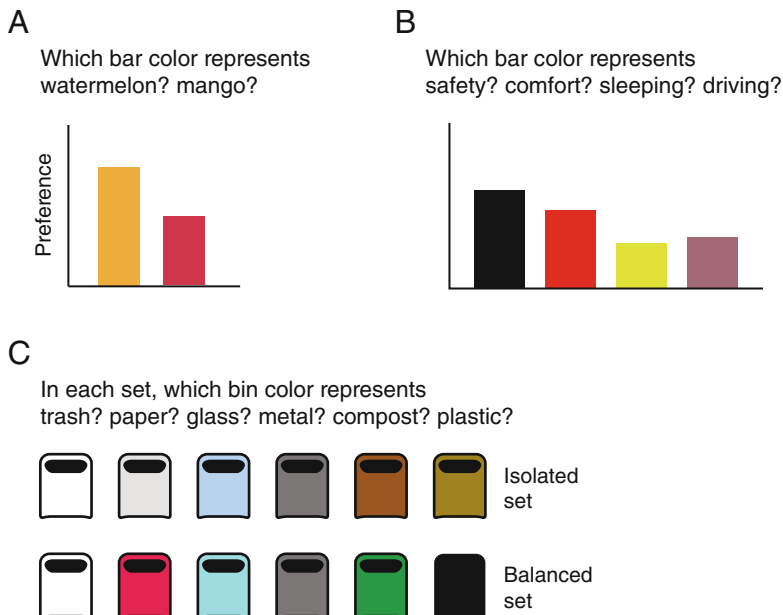 A
Which bar color represents
watermelon? mango?
Preference
B
Which bar color represents
safety? comfort? sleeping? driving?
C
In each set, which bin color represents
trash? paper? glass? metal? compost? plastic?
Isolated
set
Balanced
set